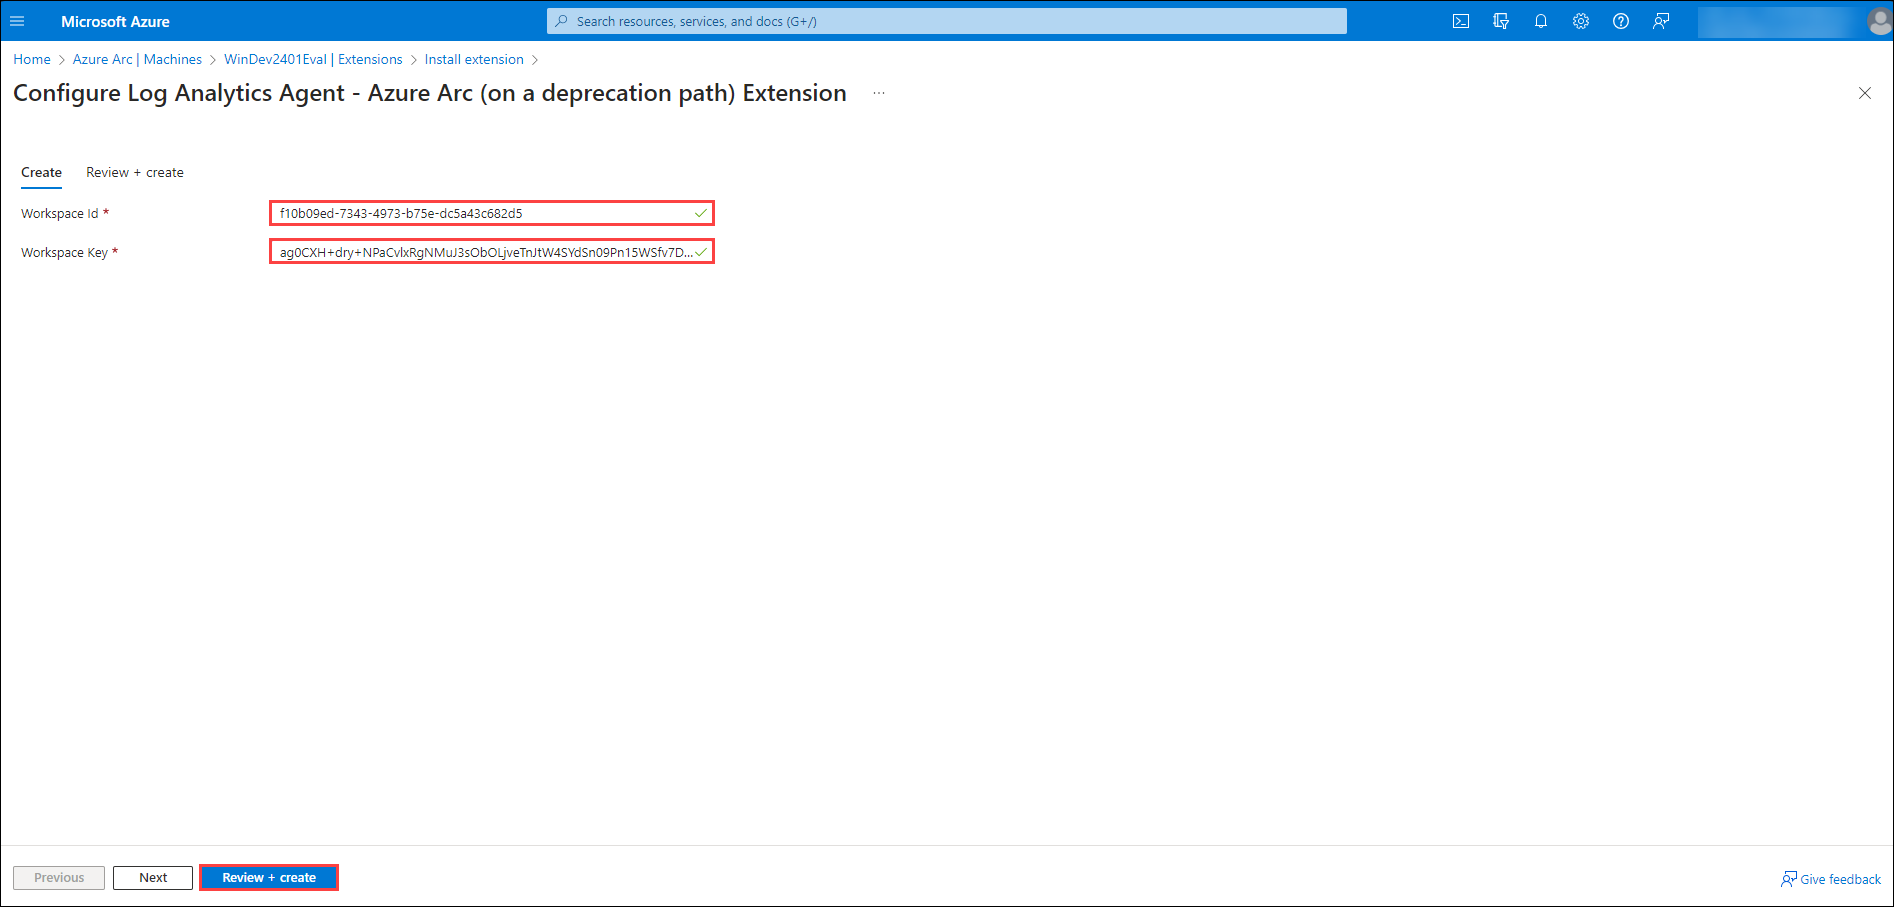 Microsoft Azure
Search resources, services, and docs (G+/)
Home > Azure Arc | Machines > WinDev2401Eval | Extensions > Install extension >
Configure Log Analytics Agent - Azure Arc (on a deprecation path) Extension ...
Create Review + create
Workspace Id * f10b09ed-7343-4973-b75e-dc5a43c682d5
Workspace Key * ag0CXH+dry+NPaCvlxRgNMuJ3sObOLjveTnJtW4SYdSn09Pn15WSfv7D...
Previous Next Review + create
Give feedback